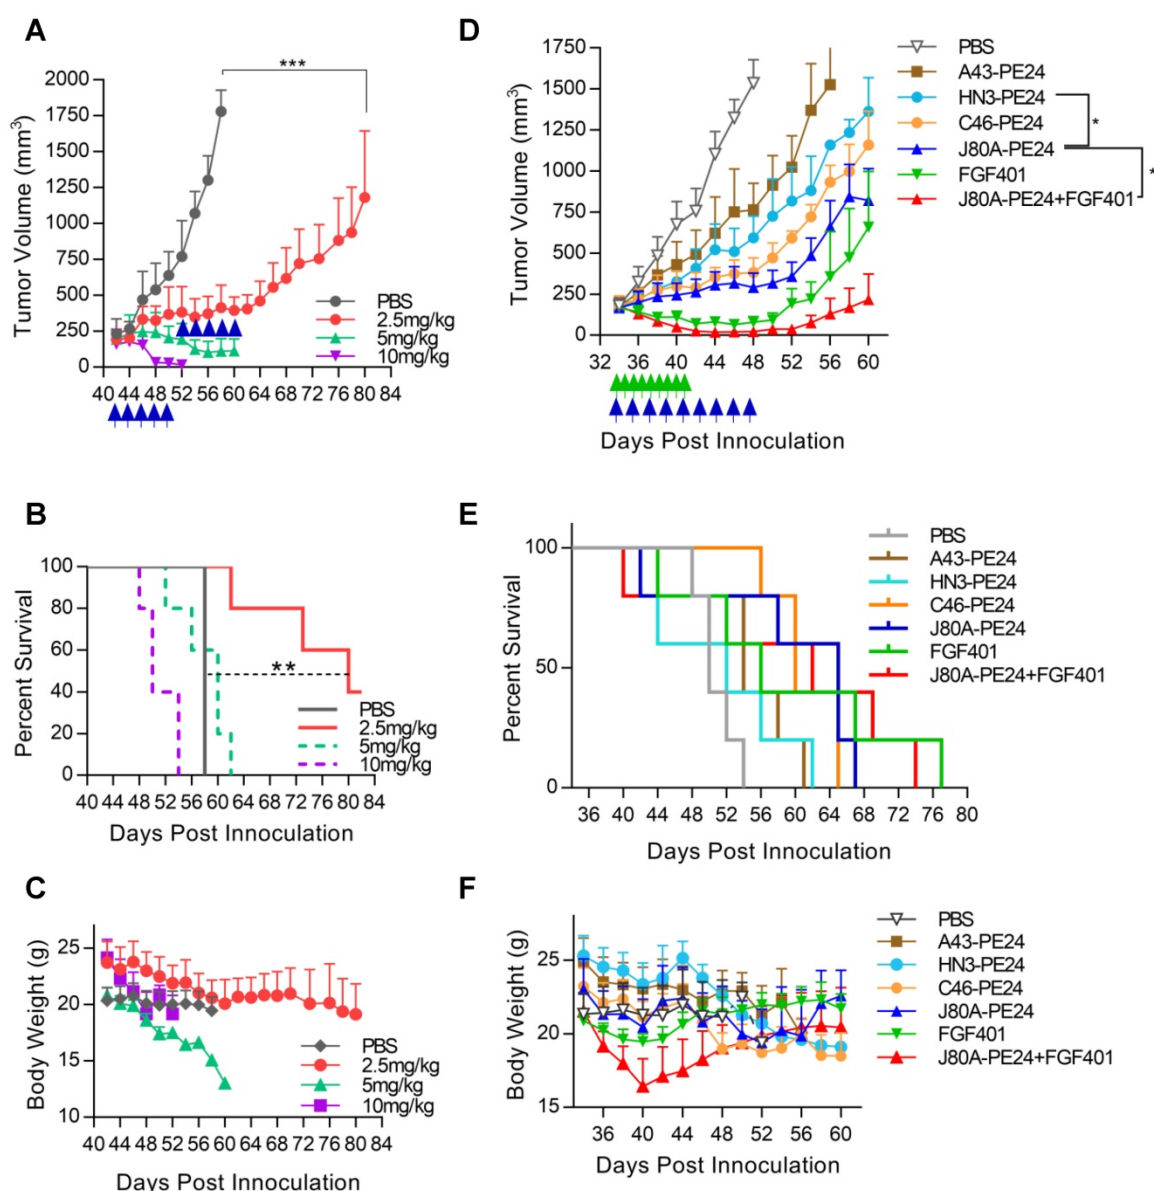 A
Tumor Volume (mm3)
2000
1750
1500
1250
1000
750
500
250
0
***
PBS
2.5mg/kg
5mg/kg
10mg/kg
40 44 48 52 56 60 64 68 72 76 80 84
D
Tumor Volume (mm3)
1750
1500
1250
1000
750
500
250
0
32 36 40 44 48 52 56 60
Days Post Innoculation
PBS
A43-PE24
HN3-PE24
C46-PE24
J80A-PE24
FGF401
J80A-PE24+FGF401
*
*
B
Percent Survival
100
80
60
40
20
0
**
PBS
2.5mg/kg
5mg/kg
10mg/kg
40 44 48 52 56 60 64 68 72 76 80 84
Days Post Innoculation
E
Percent Survival
100
50
0
36 40 44 48 52 56 60 64 68 72 76 80
Days Post Innoculation
PBS
A43-PE24
HN3-PE24
C46-PE24
J80A-PE24
FGF401
J80A-PE24+FGF401
C
Body Weight (g)
25
20
15
10
PBS
2.5mg/kg
5mg/kg
10mg/kg
40 44 48 52 56 60 64 68 72 76 80 84
Days Post Innoculation
F
Body Weight (g)
25
20
15
36 40 44 48 52 56 60
Days Post Innoculation
PBS
A43-PE24
HN3-PE24
C46-PE24
J80A-PE24
FGF401
J80A-PE24+FGF401